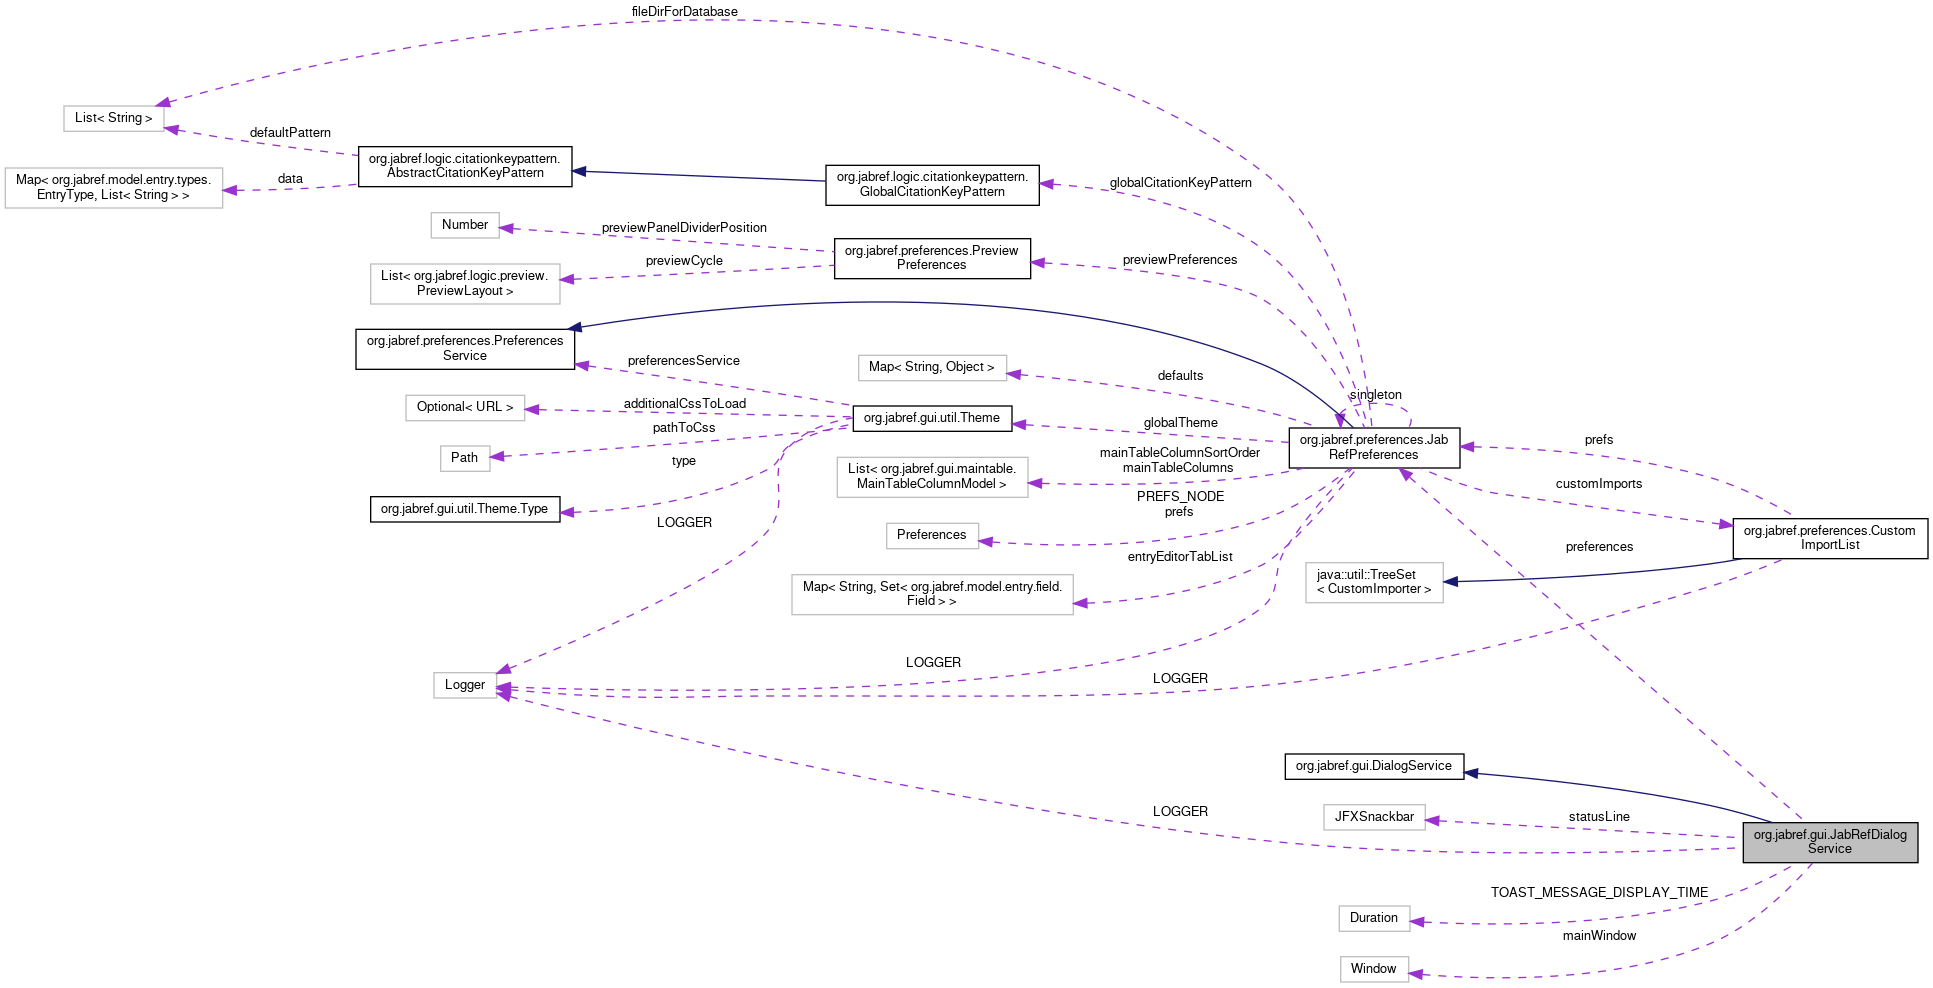 fileDirForDatabase
List< String >
defaultPattern
org.jabref.logic.citationkeypattern.
AbstractCitationKeyPattern
data
Map< org.jabref.model.entry.types.
EntryType, List< String > >
org.jabref.logic.citationkeypattern.
GlobalCitationKeyPattern
globalCitationKeyPattern
Number
previewPanelDividerPosition
org.jabref.preferences.Preview
Preferences
previewPreferences
previewCycle
List< org.jabref.logic.preview.
PreviewLayout >
org.jabref.preferences.Preferences
Service
preferencesService
Map< String, Object >
defaults
singleton
Optional< URL >
additionalCssToLoad
org.jabref.gui.util.Theme
globalTheme
pathToCss
Path
type
org.jabref.preferences.Jab
RefPreferences
prefs
List< org.jabref.gui.maintable.
MainTableColumnModel >
mainTableColumnSortOrder
mainTableColumns
customImports
org.jabref.gui.util.Theme.Type
LOGGER
PREFS_NODE
prefs
Preferences
org.jabref.preferences.Custom
ImportList
preferences
entryEditorTabList
Map< String, Set< org.jabref.model.entry.field.
Field > >
java::util::TreeSet
< CustomImporter >
Logger
LOGGER
LOGGER
org.jabref.gui.DialogService
LOGGER
JFXSnackbar
statusLine
org.jabref.gui.JabRefDialog
Service
TOAST_MESSAGE_DISPLAY_TIME
Duration
mainWindow
Window